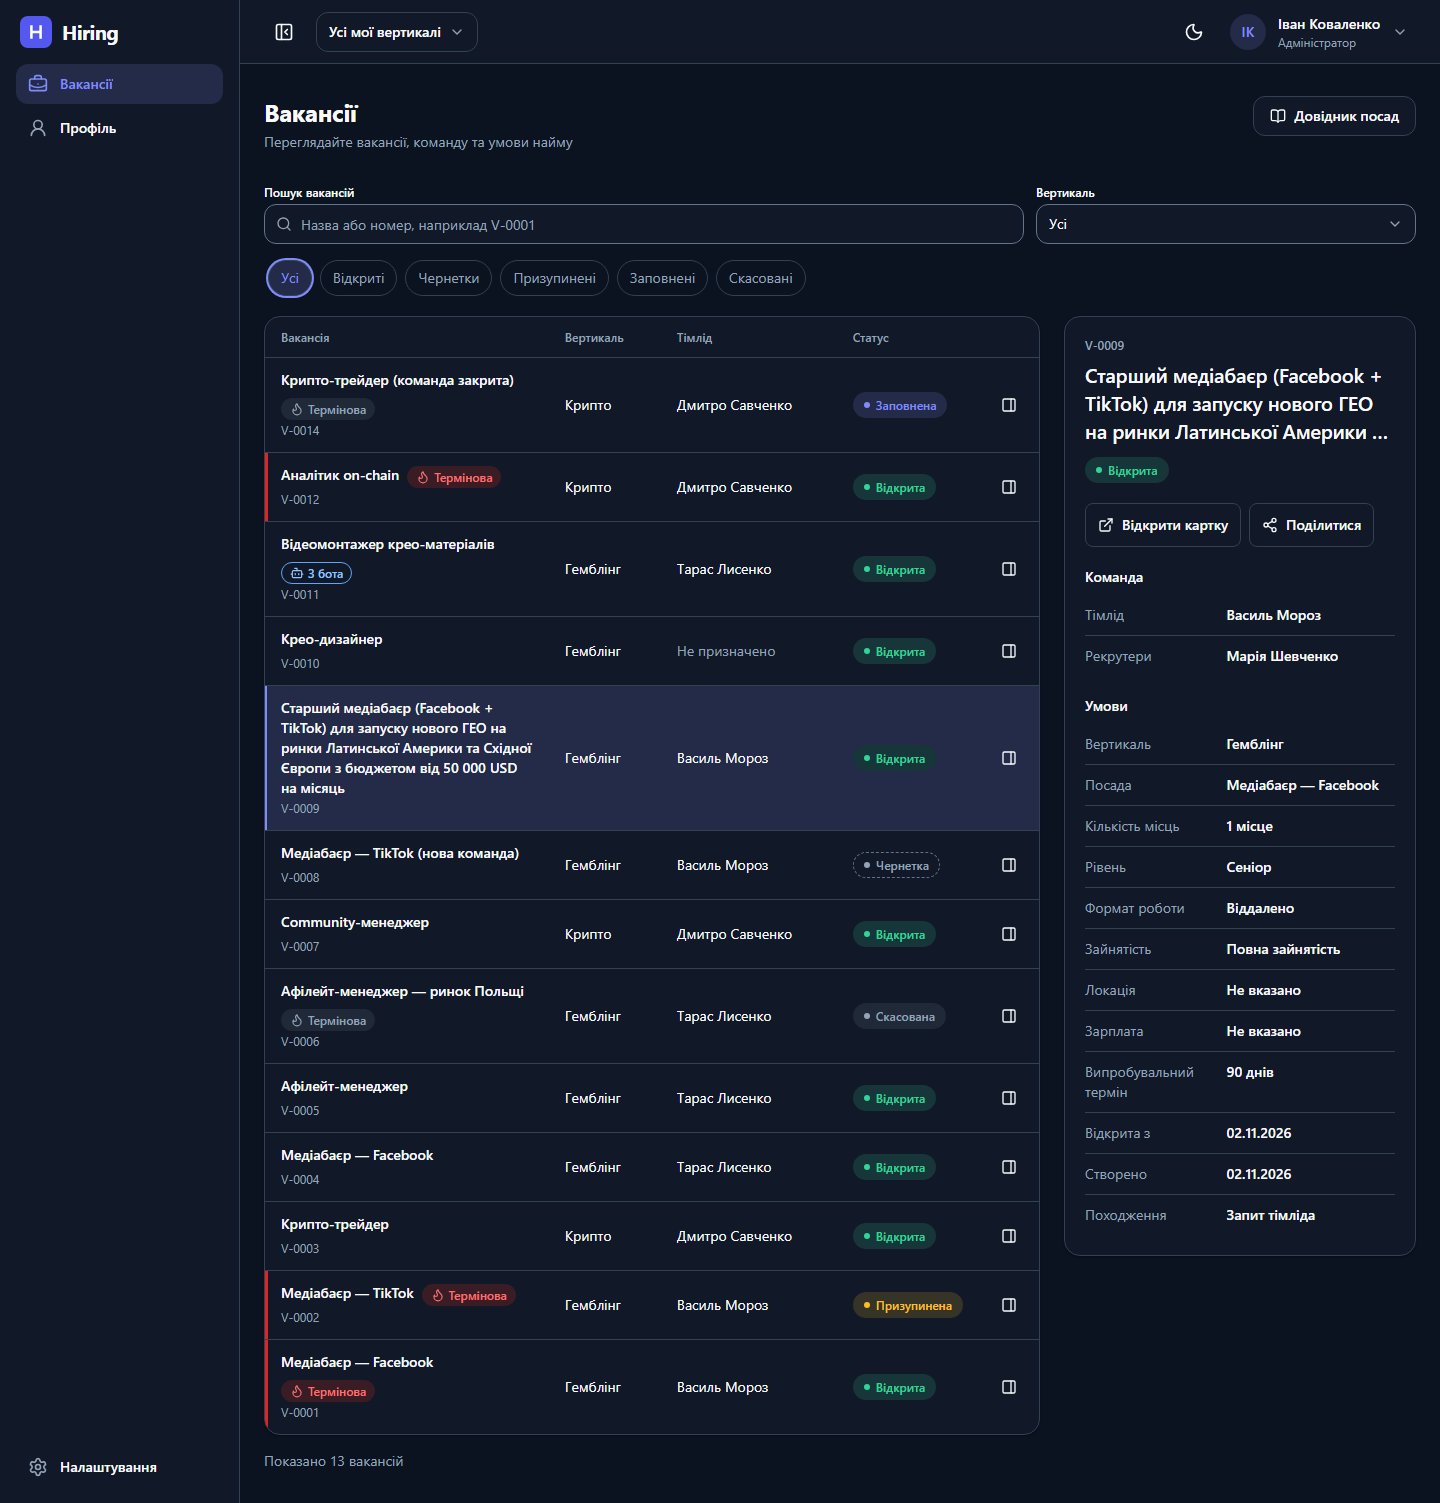 H Hiring
Вакансії
Профіль
Налаштування
Усі мої вертикалі
ІК
Іван Коваленко
Адміністратор
Вакансії
Переглядайте вакансії, команду та умови найму
Довідник посад
Пошук вакансій
Назва або номер, наприклад V-0001
Вертикаль
Усі
Усі Відкриті Чернетки Призупинені Заповнені Скасовані
Вакансія Вертикаль Тімлід Статус
Крипто-трейдер (команда закрита)
Термінова
V-0014
Крипто Дмитро Савченко Заповнена
Аналітик on-chain Термінова
V-0012
Крипто Дмитро Савченко Відкрита
Відеомонтажер крео-матеріалів
З бота
V-0011
Гемблінг Тарас Лисенко Відкрита
Крео-дизайнер
V-0010
Гемблінг Не призначено Відкрита
Старший медіабаєр (Facebook +
TikTok) для запуску нового ГЕО на
ринки Латинської Америки та Східної
Європи з бюджетом від 50 000 USD
на місяць
V-0009
Гемблінг Василь Мороз Відкрита
Медіабаєр — TikTok (нова команда)
V-0008
Гемблінг Василь Мороз Чернетка
Community-менеджер
V-0007
Крипто Дмитро Савченко Відкрита
Афілейт-менеджер — ринок Польщі
Термінова
V-0006
Гемблінг Тарас Лисенко Скасована
Афілейт-менеджер
V-0005
Гемблінг Тарас Лисенко Відкрита
Медіабаєр — Facebook
V-0004
Гемблінг Тарас Лисенко Відкрита
Крипто-трейдер
V-0003
Крипто Дмитро Савченко Відкрита
Медіабаєр — TikTok Термінова
V-0002
Гемблінг Василь Мороз Призупинена
Медіабаєр — Facebook
Термінова
V-0001
Гемблінг Василь Мороз Відкрита
Показано 13 вакансій
V-0009
Старший медіабаєр (Facebook +
TikTok) для запуску нового ГЕО
на ринки Латинської Америки ...
Відкрита
Відкрити картку Поділитися
Команда
Тімлід Василь Мороз
Рекрутери Марія Шевченко
Умови
Вертикаль Гемблінг
Посада Медіабаєр — Facebook
Кількість місць 1 місце
Рівень Сеніор
Формат роботи Віддалено
Зайнятість Повна зайнятість
Локація Не вказано
Зарплата Не вказано
Випробувальний
термін
90 днів
Відкрита з 02.11.2026
Створено 02.11.2026
Походження Запит тімліда